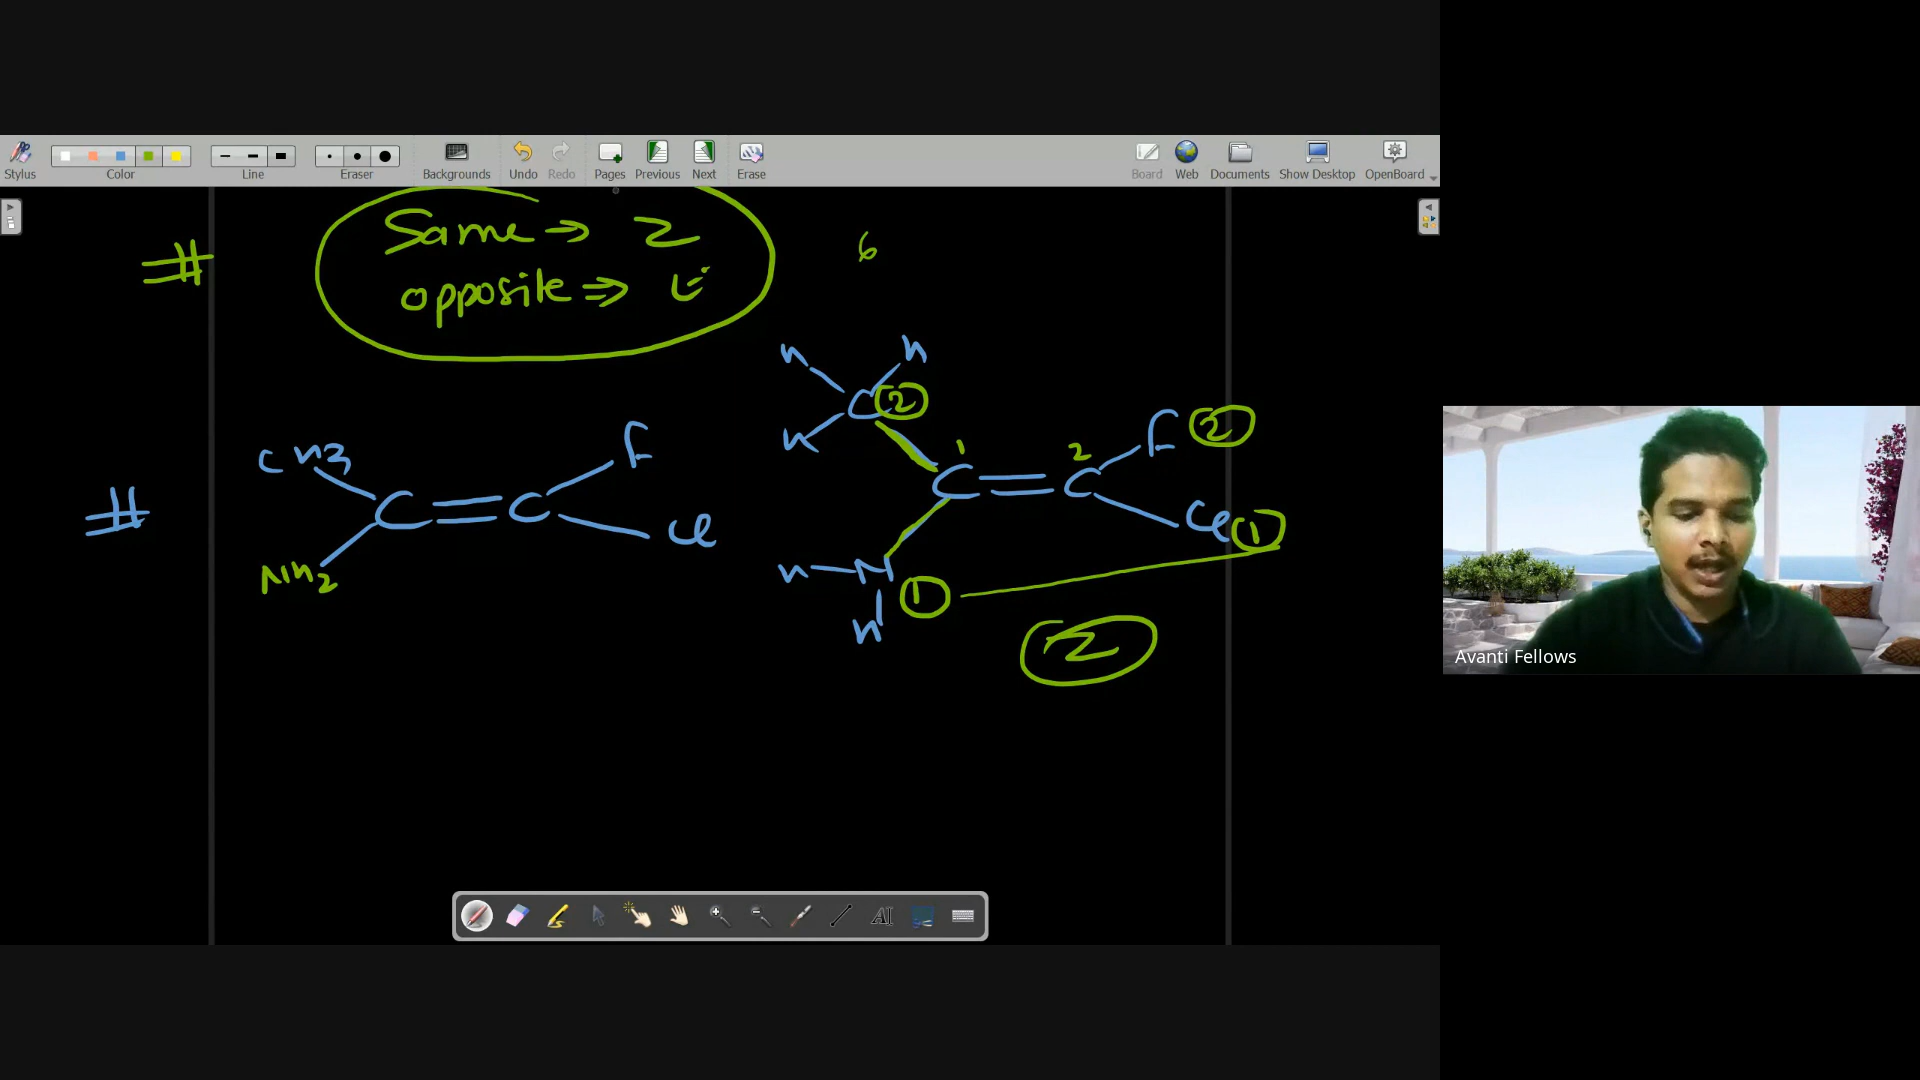 Stylus
Color
Line
Eraser
Backgrounds
Undo
Redo
Pages
Previous
Next
Erase
Board
Web
Documents
Show Desktop
OpenBoard
Same ⇒ Z
opposite ⇒ E
6
#
#
CH3
NH2
C = C
F
Cl
H
H
H
C ②
1
2
C = C
F ②
Cl ①
H — N ①
H
Z
Avanti Fellows
AI